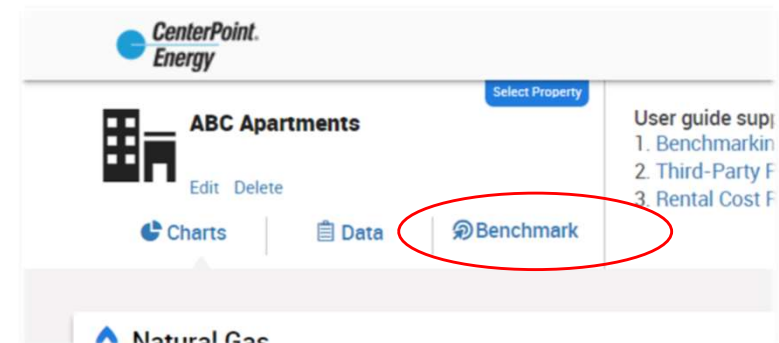 CenterPoint.
Energy
Select Property
ABC Apartments
Edit Delete
User guide
1. Benchmarkin
2. Third-Party
3. Rental Cost
Charts
Data
Benchmark
Natural Gas